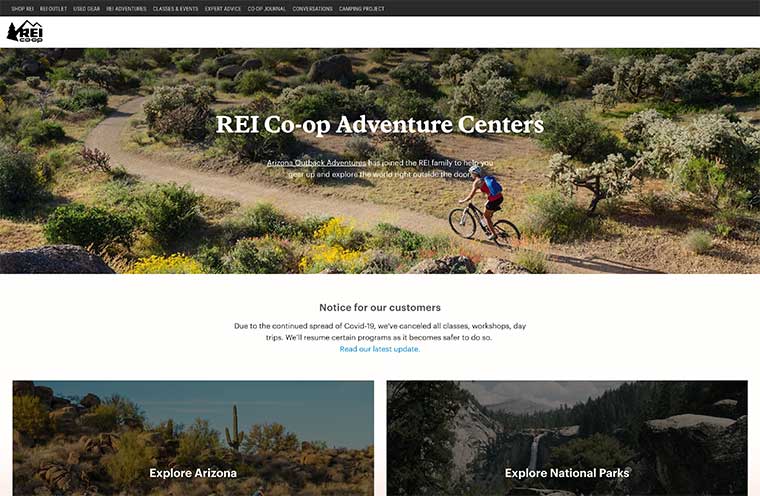 SHOP REI REI OUTLET USED GEAR REI ADVENTURES CLASSES & EVENTS EXPERT ADVICE CO-OP JOURNAL CONVERSATIONS CAMPING PROJECT
REI
co-op
REI Co-op Adventure Centers
Arizona Outback Adventures has joined the REI family to help you
gear up and explore the world right outside the door.
Notice for our customers
Due to the continued spread of Covid-19, we've canceled all classes, workshops, day
trips. We'll resume certain programs as it becomes safer to do so.
Read our latest update.
Explore Arizona
Explore National Parks